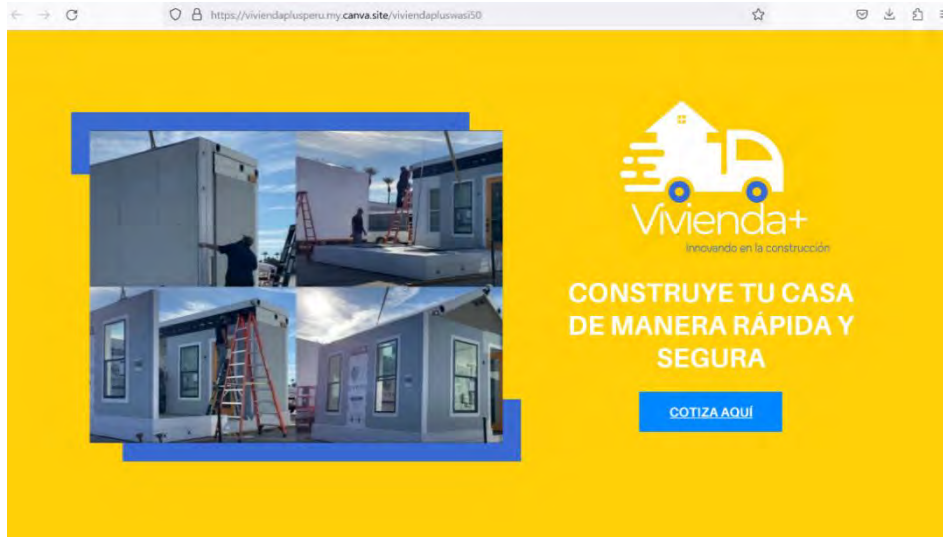 https://viviendaplusperu.my.canva.site/viviendapluswasi50
Vivienda+
Innovando en la construcción
CONSTRUYE TU CASA
DE MANERA RÁPIDA Y
SEGURA
COTIZA AQUÍ